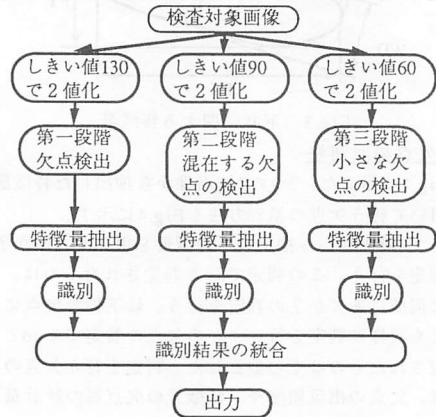 検査対象画像
しきい値130
で2値化
しきい値90
で2値化
しきい値60
で2値化
第一段階
欠点検出
第二段階
混在する欠
点の検出
第三段階
小さな欠
点の検出
特徴量抽出
特徴量抽出
特徴量抽出
識別
識別
識別
識別結果の統合
出力